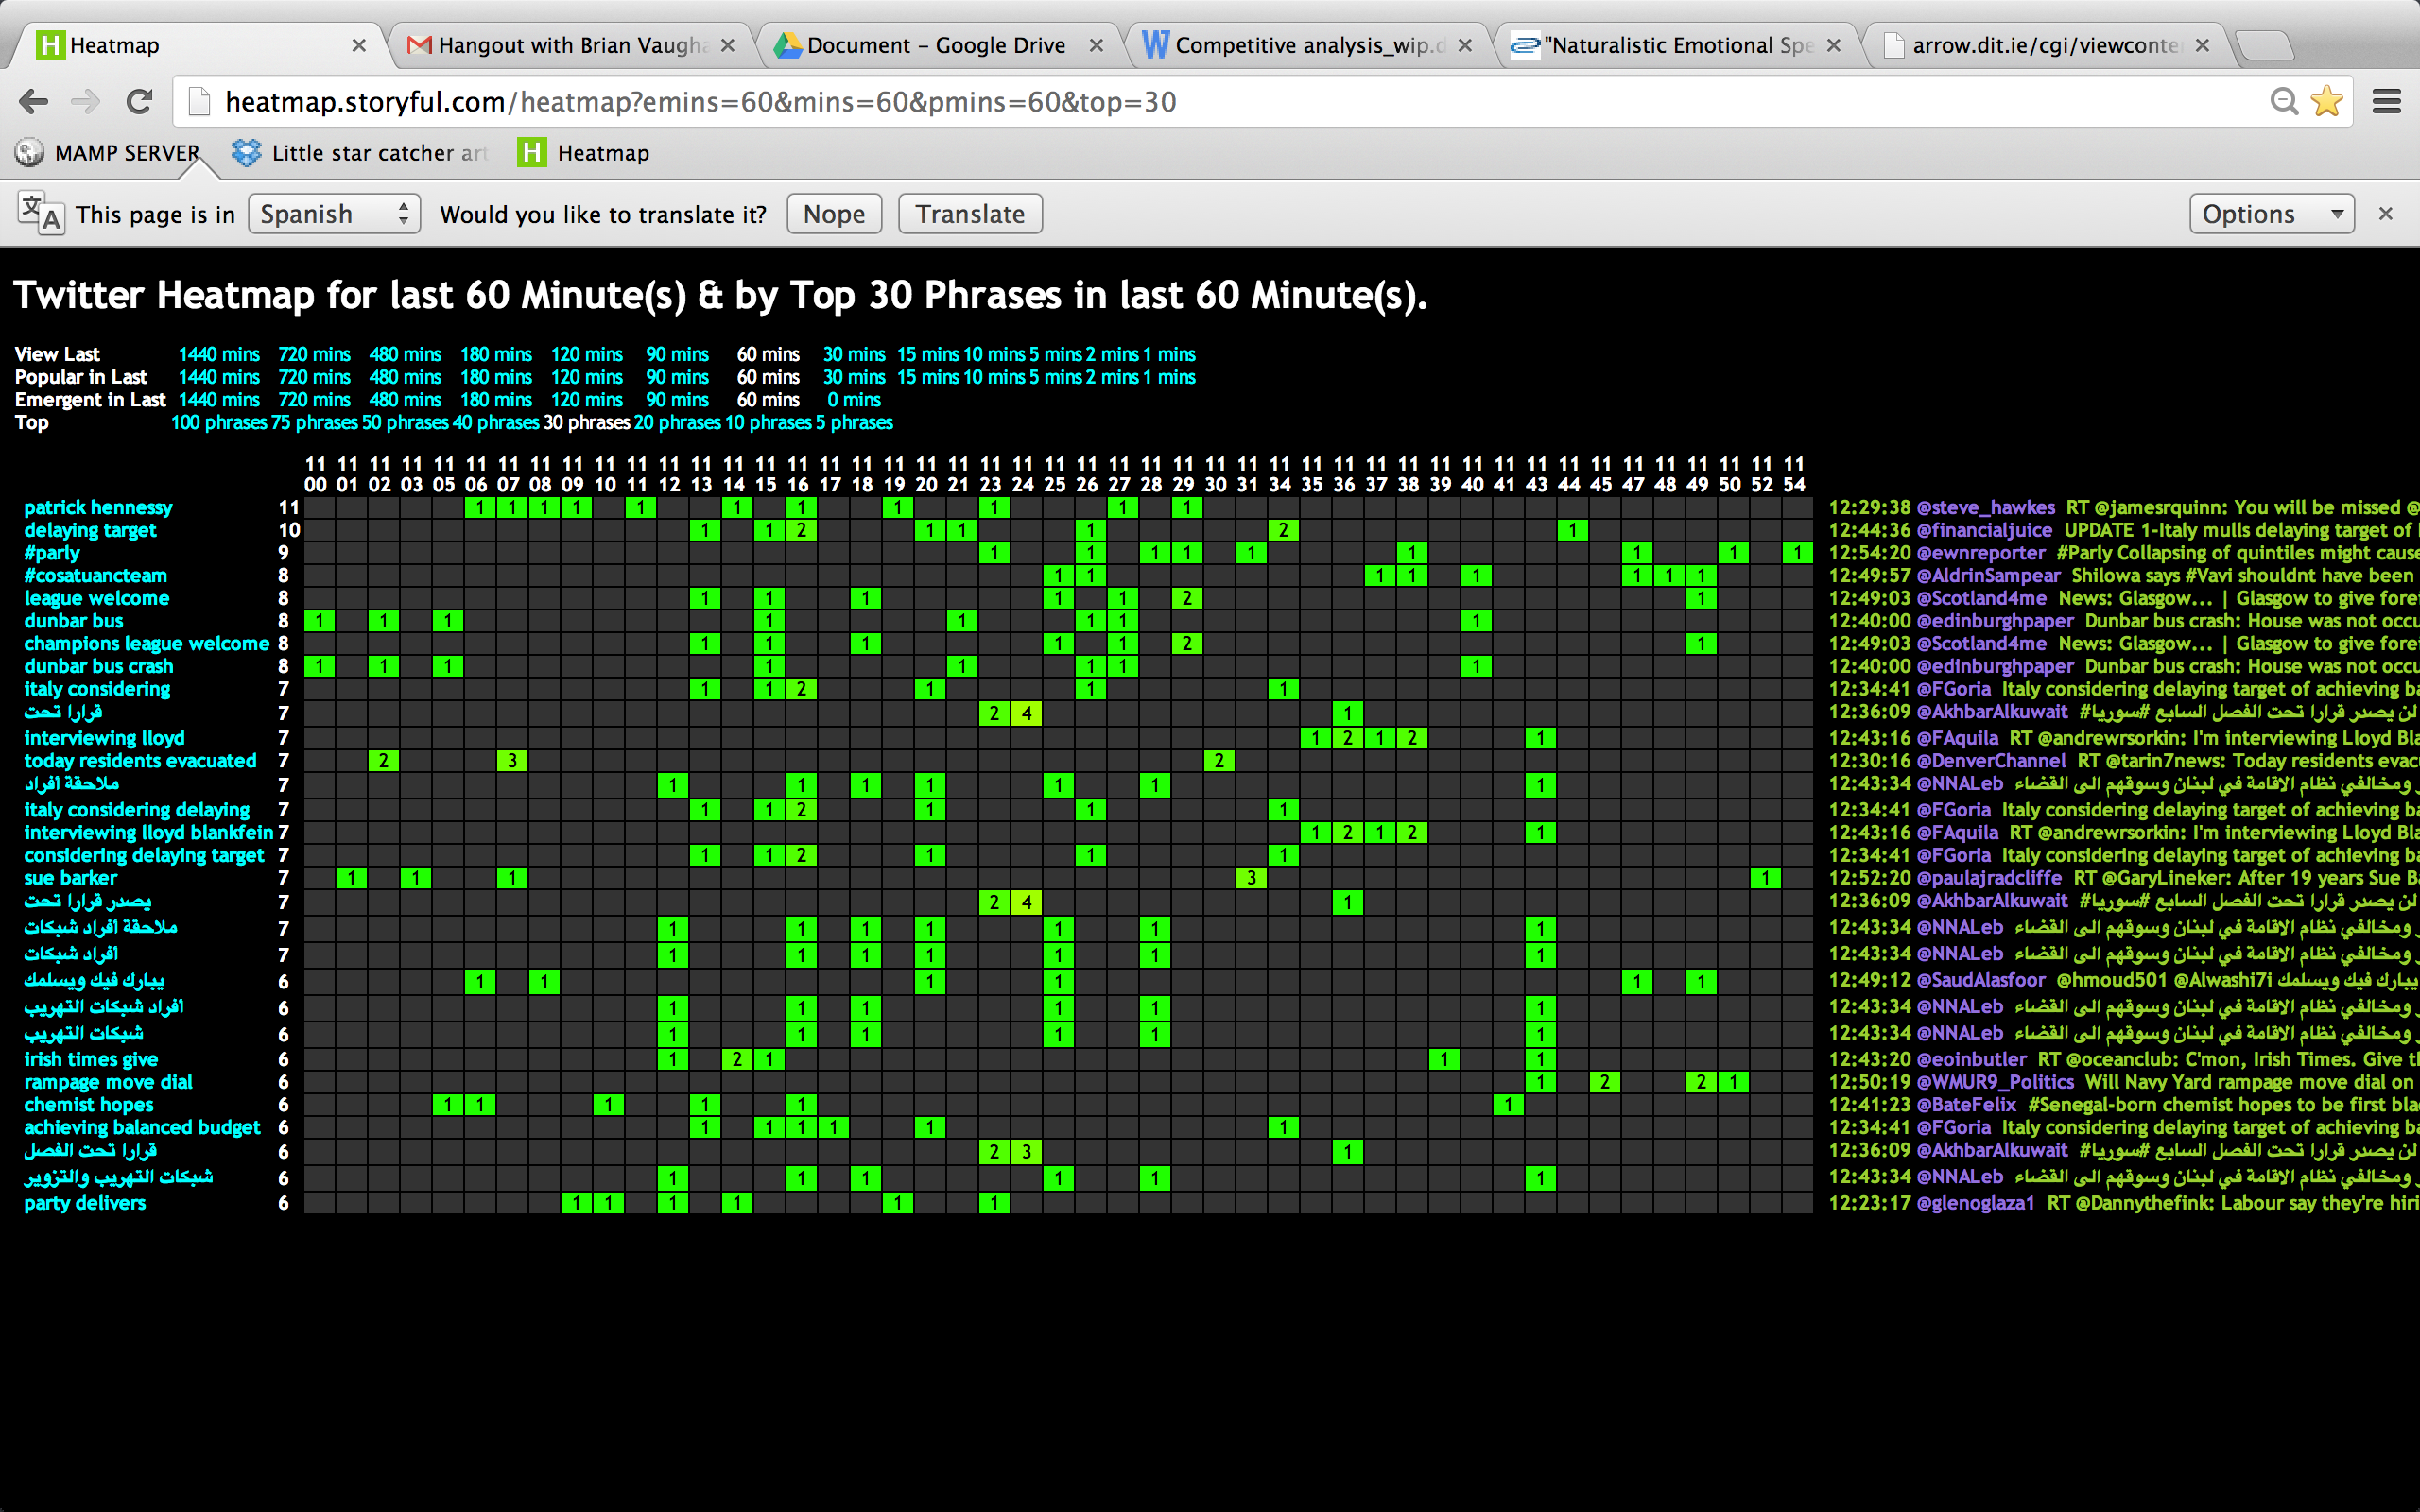 Heatmap
Hangout with Brian Vaugha
Document – Google Drive
Competitive analysis_wip.d
"Naturalistic Emotional Spe
arrow.dit.ie/cgi/viewconte
heatmap.storyful.com/heatmap?emins=60&mins=60&pmins=60&top=30
MAMP SERVER Little star catcher art Heatmap
This page is in Spanish Would you like to translate it? Nope Translate Options
Twitter Heatmap for last 60 Minute(s) & by Top 30 Phrases in last 60 Minute(s).
View Last 1440 mins 720 mins 480 mins 180 mins 120 mins 90 mins 60 mins 30 mins 15 mins 10 mins 5 mins 2 mins 1 mins
Popular in Last 1440 mins 720 mins 480 mins 180 mins 120 mins 90 mins 60 mins 30 mins 15 mins 10 mins 5 mins 2 mins 1 mins
Emergent in Last 1440 mins 720 mins 480 mins 180 mins 120 mins 90 mins 60 mins 0 mins
Top 100 phrases 75 phrases 50 phrases 40 phrases 30 phrases 20 phrases 10 phrases 5 phrases
11 11 11 11 11 11 11 11 11 11 11 11 11 11 11 11 11 11 11 11 11 11 11 11 11 11 11 11 11 11 11 11 11 11 11 11 11 11 11 11 11 11 11 11 11 11 11
00 01 02 03 05 06 07 08 09 10 11 12 13 14 15 16 17 18 19 20 21 23 24 25 26 27 28 29 30 31 34 35 36 37 38 39 40 41 43 44 45 47 48 49 50 52 54
patrick hennessy 11 1 1 1 1 1 1 1 1 1 1 1 12:29:38 @steve_hawkes RT @jamesrquinn: You will be missed @
delaying target 10 1 1 2 1 1 1 2 1 12:44:36 @financialjuice UPDATE 1-Italy mulls delaying target of
#parly 9 1 1 1 1 1 1 1 1 1 12:54:20 @ewnreporter #Parly Collapsing of quintiles might cause
#cosatuancteam 8 1 1 1 1 1 1 1 1 12:49:57 @AldrinSampear Shilowa says #Vavi shouldnt have been
league welcome 8 1 1 1 1 1 2 1 12:49:03 @Scotland4me News: Glasgow... | Glasgow to give forei
dunbar bus 8 1 1 1 1 1 1 1 1 12:40:00 @edinburghpaper Dunbar bus crash: House was not occu
champions league welcome 8 1 1 1 1 1 2 1 12:49:03 @Scotland4me News: Glasgow... | Glasgow to give forei
dunbar bus crash 8 1 1 1 1 1 1 1 1 12:40:00 @edinburghpaper Dunbar bus crash: House was not occu
italy considering 7 1 1 2 1 1 1 12:34:41 @FGoria Italy considering delaying target of achieving ba
قرارا تحت 7 2 4 1 12:36:09 @AkhbarAlkuwait لن يصدر قرارا تحت الفصل السابع #سوريا#
interviewing lloyd 7 1 2 1 2 1 12:43:16 @FAquila RT @andrewrsorkin: I'm interviewing Lloyd Bla
today residents evacuated 7 2 3 2 12:30:16 @DenverChannel RT @tarin7news: Today residents evac
ملاحقة أفراد 7 1 1 1 1 1 1 1 12:43:34 @NNALeb ومخالفي نظام الاقامة في لبنان وسوقهم الى القضاء
italy considering delaying 7 1 1 2 1 1 1 12:34:41 @FGoria Italy considering delaying target of achieving ba
interviewing lloyd blankfein 7 1 2 1 2 1 12:43:16 @FAquila RT @andrewrsorkin: I'm interviewing Lloyd Bla
considering delaying target 7 1 1 2 1 1 1 12:34:41 @FGoria Italy considering delaying target of achieving ba
sue barker 7 1 1 1 3 1 12:52:20 @paulajradcliffe RT @GaryLineker: After 19 years Sue Ba
يصدر قرارا تحت 7 2 4 1 12:36:09 @AkhbarAlkuwait لن يصدر قرارا تحت الفصل السابع #سوريا#
ملاحقة أفراد شبكات 7 1 1 1 1 1 1 1 12:43:34 @NNALeb ومخالفي نظام الاقامة في لبنان وسوقهم الى القضاء
أفراد شبكات 7 1 1 1 1 1 1 1 12:43:34 @NNALeb ومخالفي نظام الاقامة في لبنان وسوقهم الى القضاء
يبارك فيك ويسلمك 6 1 1 1 1 1 1 12:49:12 @SaudAlasfoor @hmoud501 @Alwashi7i يبارك فيك ويسلمك
أفراد شبكات التهريب 6 1 1 1 1 1 1 12:43:34 @NNALeb ومخالفي نظام الاقامة في لبنان وسوقهم الى القضاء
شبكات التهريب 6 1 1 1 1 1 1 12:43:34 @NNALeb ومخالفي نظام الاقامة في لبنان وسوقهم الى القضاء
irish times give 6 1 2 1 1 1 12:43:20 @eoinbutler RT @oceanclub: C'mon, Irish Times. Give th
rampage move dial 6 1 2 2 1 12:50:19 @WMUR9_Politics Will Navy Yard rampage move dial on
chemist hopes 6 1 1 1 1 1 1 12:41:23 @BateFelix #Senegal-born chemist hopes to be first bla
achieving balanced budget 6 1 1 1 1 1 1 12:34:41 @FGoria Italy considering delaying target of achieving ba
قرارا تحت الفصل 6 2 3 1 12:36:09 @AkhbarAlkuwait لن يصدر قرارا تحت الفصل السابع #سوريا#
شبكات التهريب والتزوير 6 1 1 1 1 1 1 12:43:34 @NNALeb ومخالفي نظام الاقامة في لبنان وسوقهم الى القضاء
party delivers 6 1 1 1 1 1 1 12:23:17 @glenoglaza1 RT @Dannythefink: Labour say they're hiri